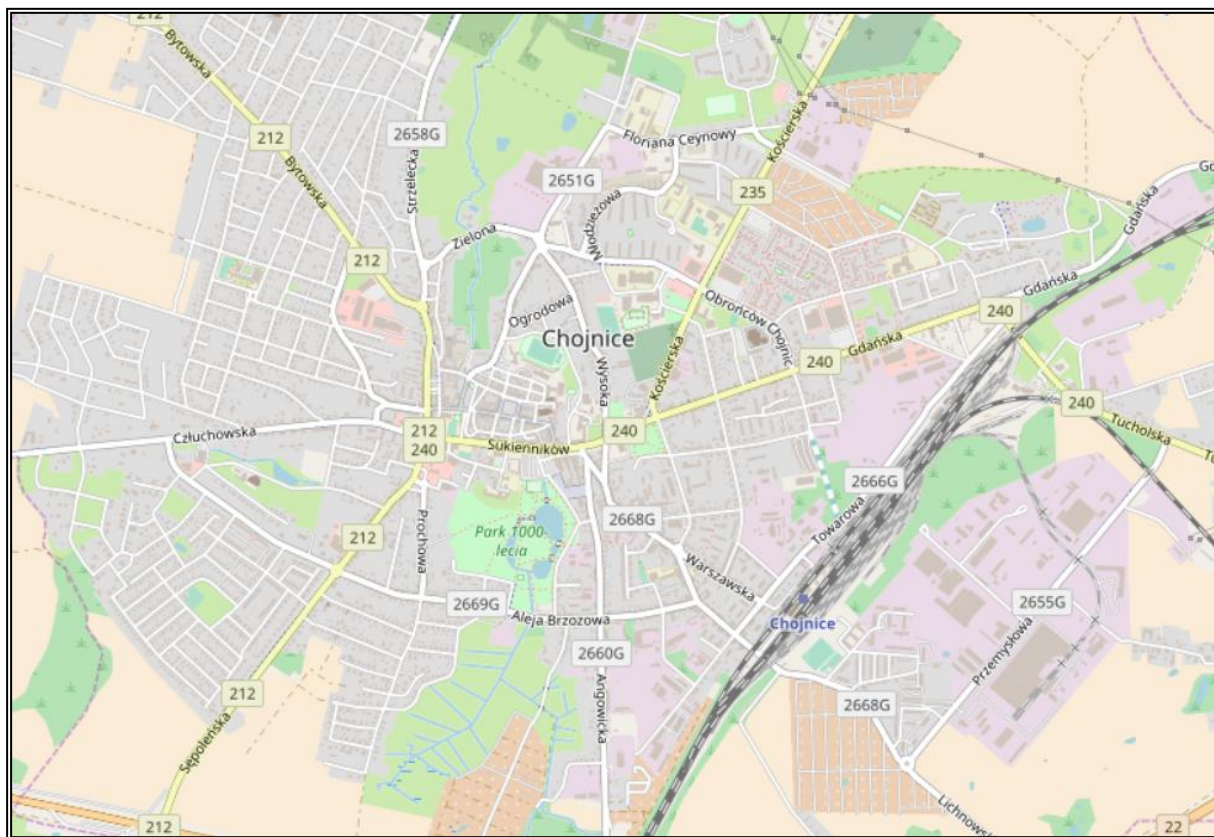 212
Bytowska
212
2658G
Strzelecka
Bytowska
212
Zielona
2651G
Floriana Ceynowy
Młodzieżowa
Kościerska
235
Gdańska
Gdańska
240
Obrońców Chojnic
Gdańska
240
Ogrodowa
Chojnice
Wysoka
Kościerska
240
Tucholska
Człuchowska
212
240
Sukienników
240
2666G
Towarowa
Prochowa
212
Park 1000-
lecia
2668G
Warszawska
2669G
Aleja Brzozowa
Chojnice
2655G
Przemysłowa
2660G
Angowicka
2668G
212
Sępoleńska
212
Lichnowsk
22